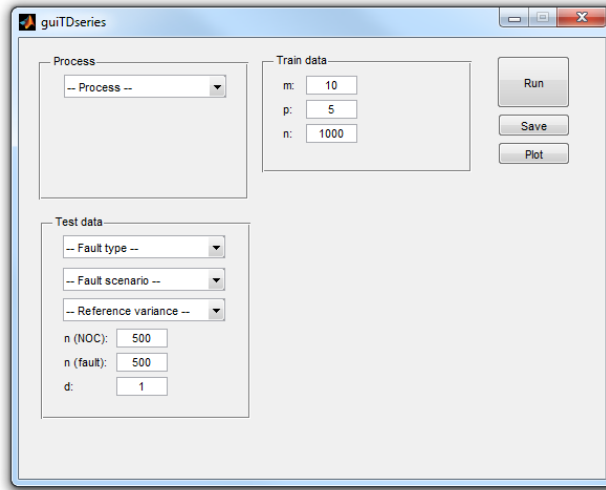 guiTDseries
Process
-- Process --
Train data
m: 10
p: 5
n: 1000
Run
Save
Plot
Test data
-- Fault type --
-- Fault scenario --
-- Reference variance --
n (NOC): 500
n (fault): 500
d: 1